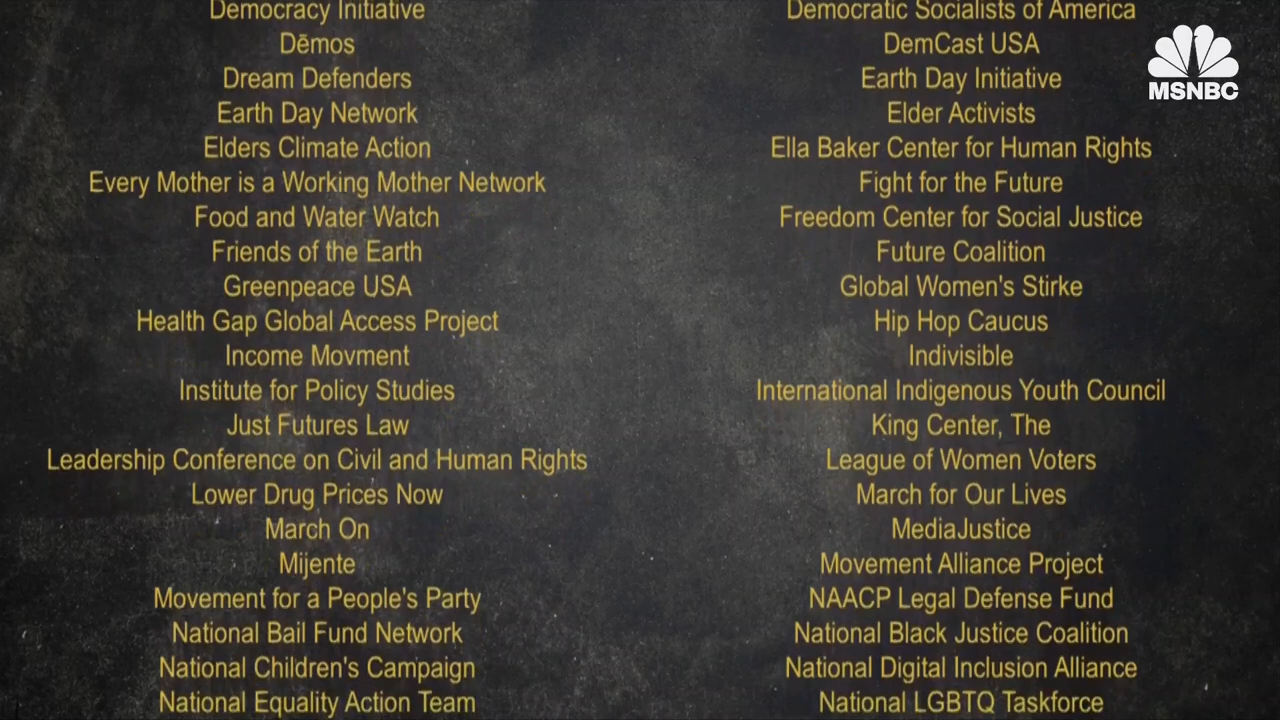 Democracy Initiative
Democratic Socialists of America
Dēmos
DemCast USA
Dream Defenders
Earth Day Initiative
Earth Day Network
Elder Activists
Elders Climate Action
Ella Baker Center for Human Rights
Every Mother is a Working Mother Network
Fight for the Future
Food and Water Watch
Freedom Center for Social Justice
Friends of the Earth
Future Coalition
Greenpeace USA
Global Women's Stirke
Health Gap Global Access Project
Hip Hop Caucus
Income Movment
Indivisible
Institute for Policy Studies
International Indigenous Youth Council
Just Futures Law
King Center, The
Leadership Conference on Civil and Human Rights
League of Women Voters
Lower Drug Prices Now
March for Our Lives
March On
MediaJustice
Mijente
Movement Alliance Project
Movement for a People's Party
NAACP Legal Defense Fund
National Bail Fund Network
National Black Justice Coalition
National Children's Campaign
National Digital Inclusion Alliance
National Equality Action Team
National LGBTQ Taskforce
MSNBC